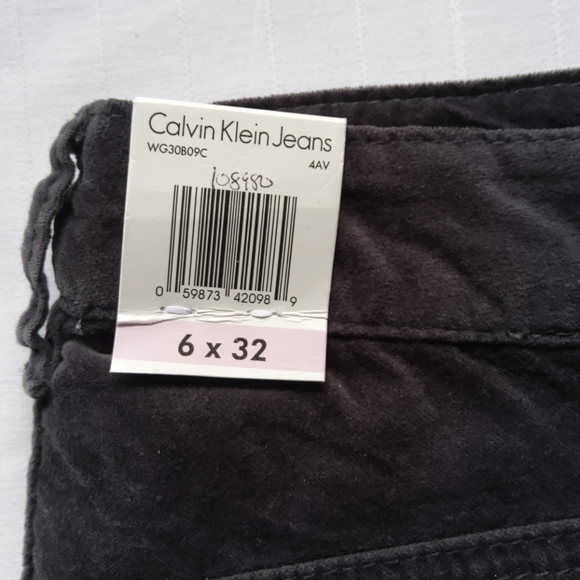 Calvin Klein Jeans
WG30B09C 4AV
108980
0 59873 42098 9
6 x 32